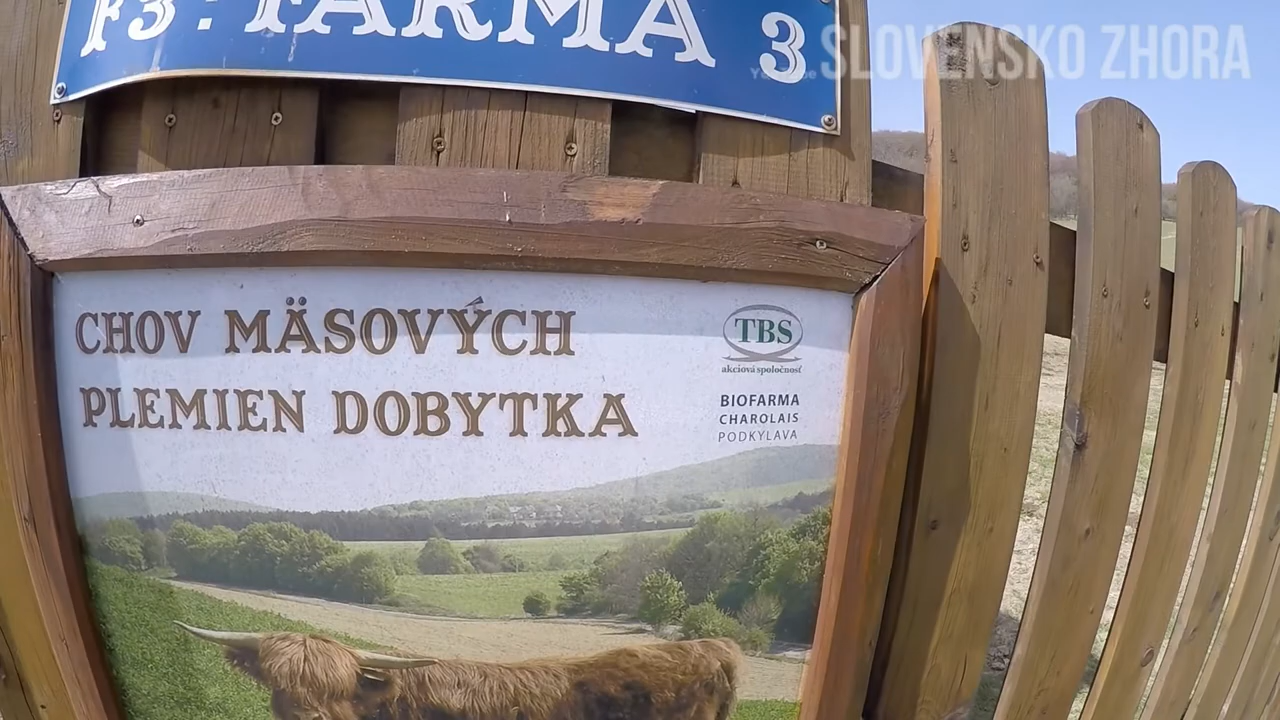 F3: FARMA 3
SLOVENSKO ZHORA
CHOV MÄSOVÝCH
PLEMIEN DOBYTKA
TBS
akciová spoločnosť
BIOFARMA
CHAROLAIS
PODKYLAVA